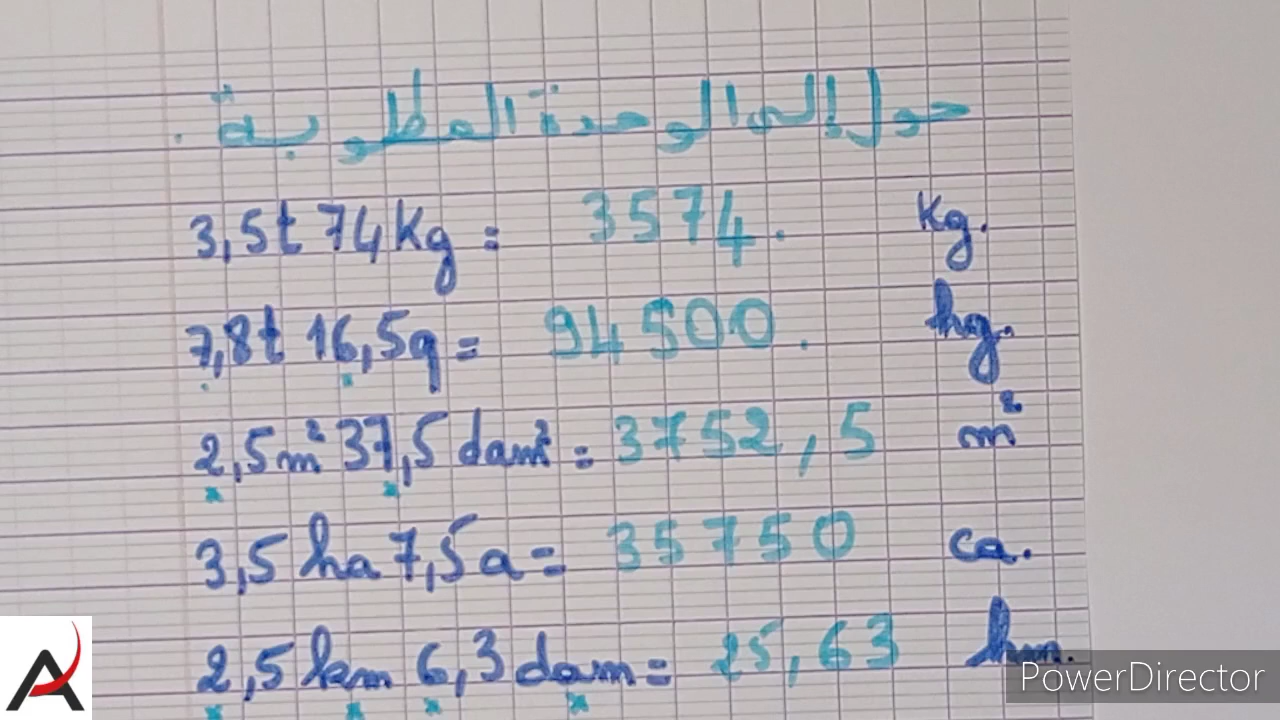 حول إلى الوحدة المطلوبة .
3,5t 74Kg = 3574. Kg.
7,8t 16,5q = 94500. hg.
2,5m² 37,5 dam² = 3752,5 m²
3,5 ha 7,5a = 35750 ca.
2,5 km 6,3 dam = 25,63 hm.
PowerDirector